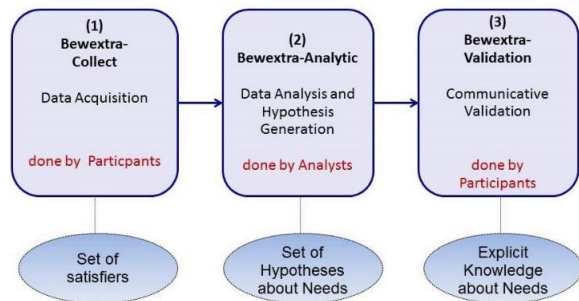 (1)
Bewextra-
Collect
Data Acquisition
done by Particpants
(2)
Bewextra-Analytic
Data Analysis and
Hypothesis
Generation
done by Analysts
(3)
Bewextra-
Validation
Communicative
Validation
done by
Participants
Set of
satisfiers
Set of
Hypotheses
about Needs
Explicit
Knowledge
about Needs